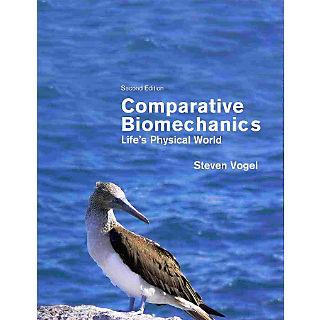 Second Edition
Comparative
Biomechanics
Life's Physical World
Steven Vogel